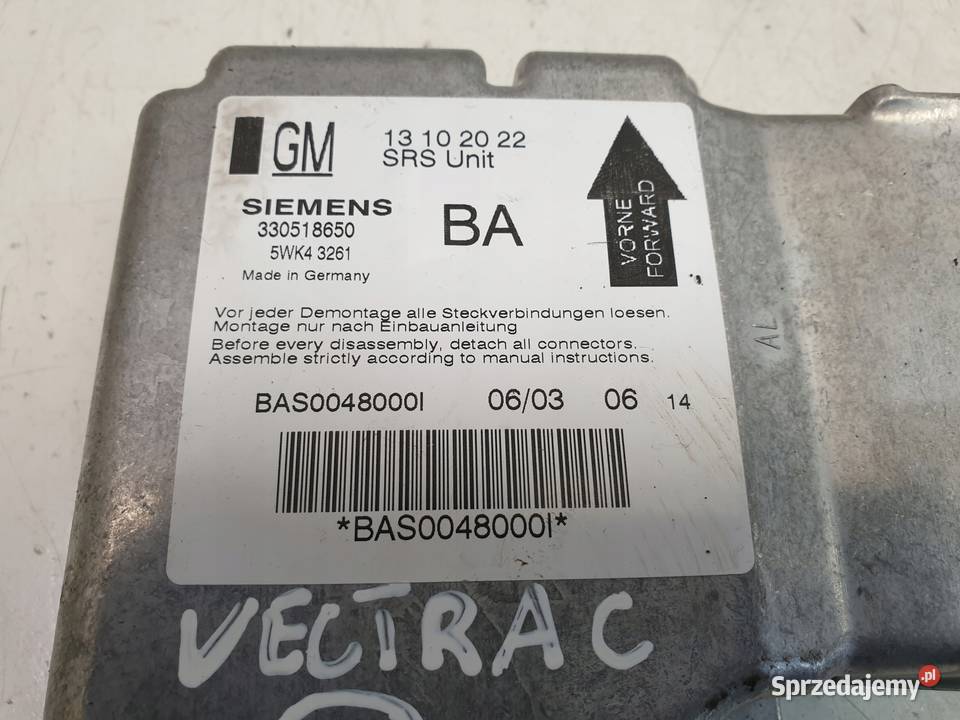 GM
13 10 20 22
SRS Unit
SIEMENS
330518650
5WK4 3261
Made in Germany
BA
VORNE
FORWARD
Vor jeder Demontage alle Steckverbindungen loesen.
Montage nur nach Einbauanleitung
Before every disassembly, detach all connectors.
Assemble strictly according to manual instructions.
BAS0048000I 06/03 06 14
*BAS0048000I*
AL
VECTRA C
Sprzedajemy.pl